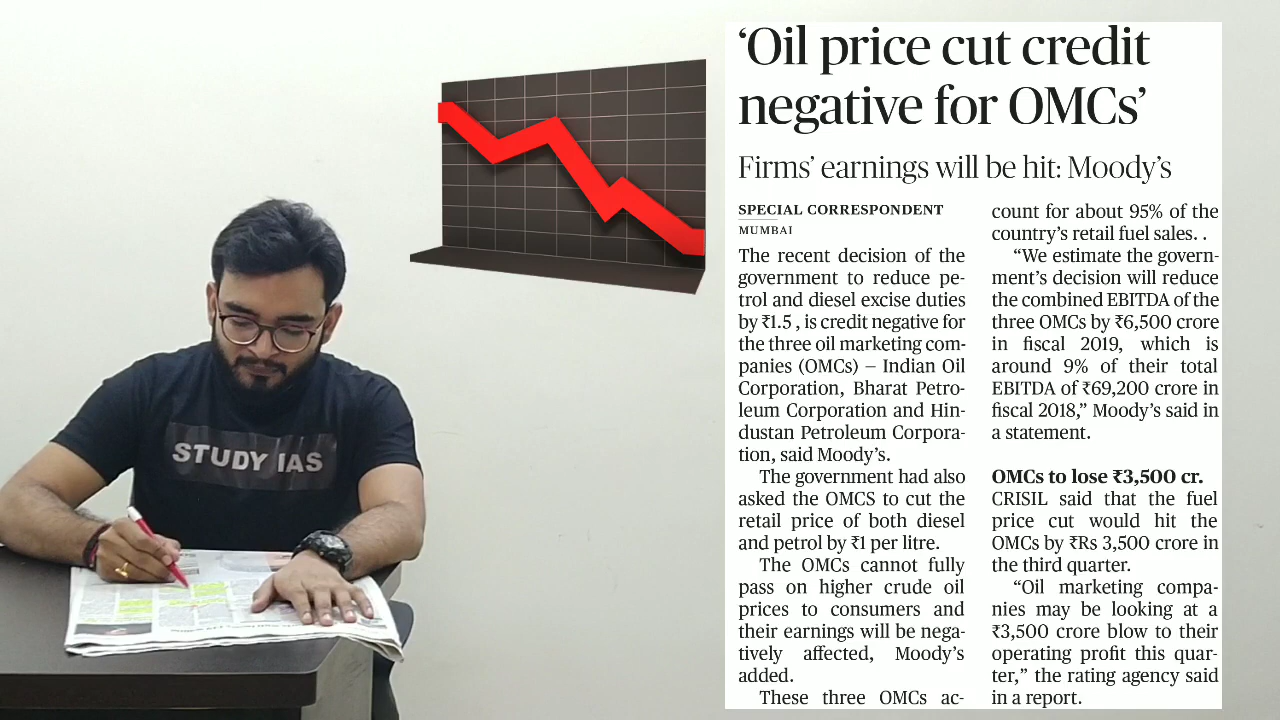 STUDY IAS
‘Oil price cut credit
negative for OMCs’
Firms’ earnings will be hit: Moody’s
SPECIAL CORRESPONDENT
MUMBAI
The recent decision of the
government to reduce pe-
trol and diesel excise duties
by ₹1.5 , is credit negative for
the three oil marketing com-
panies (OMCs) – Indian Oil
Corporation, Bharat Petro-
leum Corporation and Hin-
dustan Petroleum Corpora-
tion, said Moody’s.
The government had also
asked the OMCS to cut the
retail price of both diesel
and petrol by ₹1 per litre.
The OMCs cannot fully
pass on higher crude oil
prices to consumers and
their earnings will be nega-
tively affected, Moody’s
added.
These three OMCs ac-
count for about 95% of the
country’s retail fuel sales. .
“We estimate the govern-
ment’s decision will reduce
the combined EBITDA of the
three OMCs by ₹6,500 crore
in fiscal 2019, which is
around 9% of their total
EBITDA of ₹69,200 crore in
fiscal 2018,” Moody’s said in
a statement.
OMCs to lose ₹3,500 cr.
CRISIL said that the fuel
price cut would hit the
OMCs by ₹Rs 3,500 crore in
the third quarter.
“Oil marketing compa-
nies may be looking at a
₹3,500 crore blow to their
operating profit this quar-
ter,” the rating agency said
in a report.